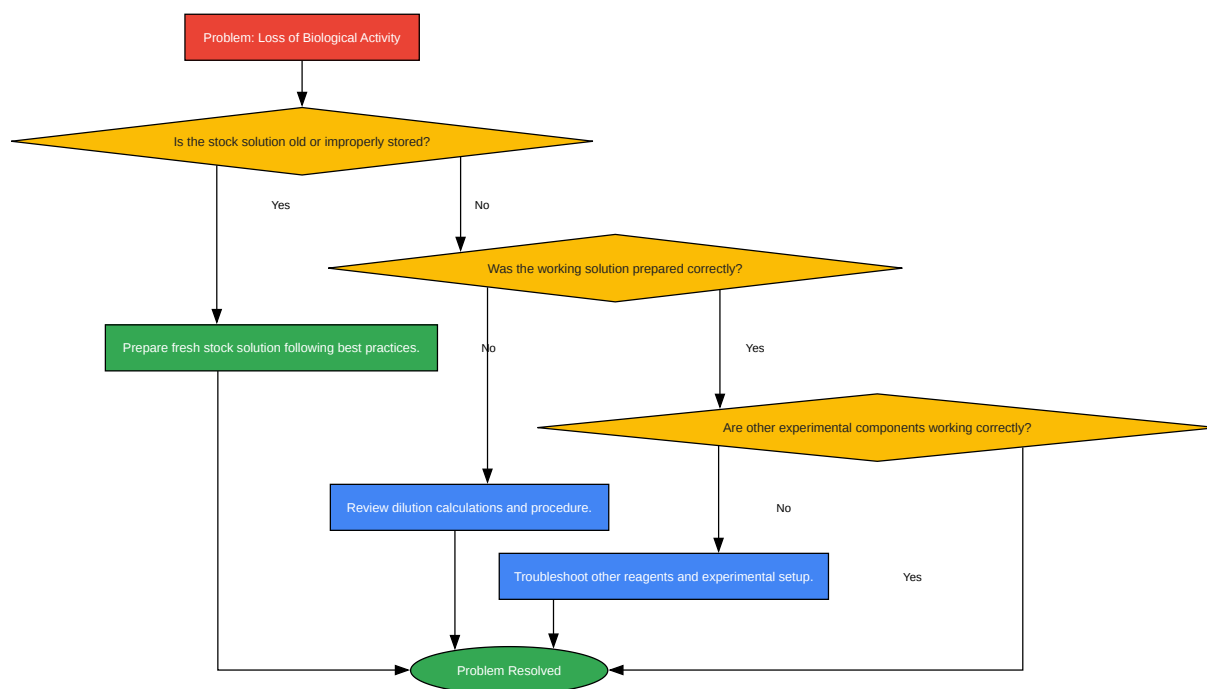 Problem: Loss of Biological Activity
Is the stock solution old or improperly stored?
Yes
No
Was the working solution prepared correctly?
Prepare fresh stock solution following best practices.
No
Yes
Are other experimental components working correctly?
Review dilution calculations and procedure.
No
Troubleshoot other reagents and experimental setup.
Yes
Problem Resolved